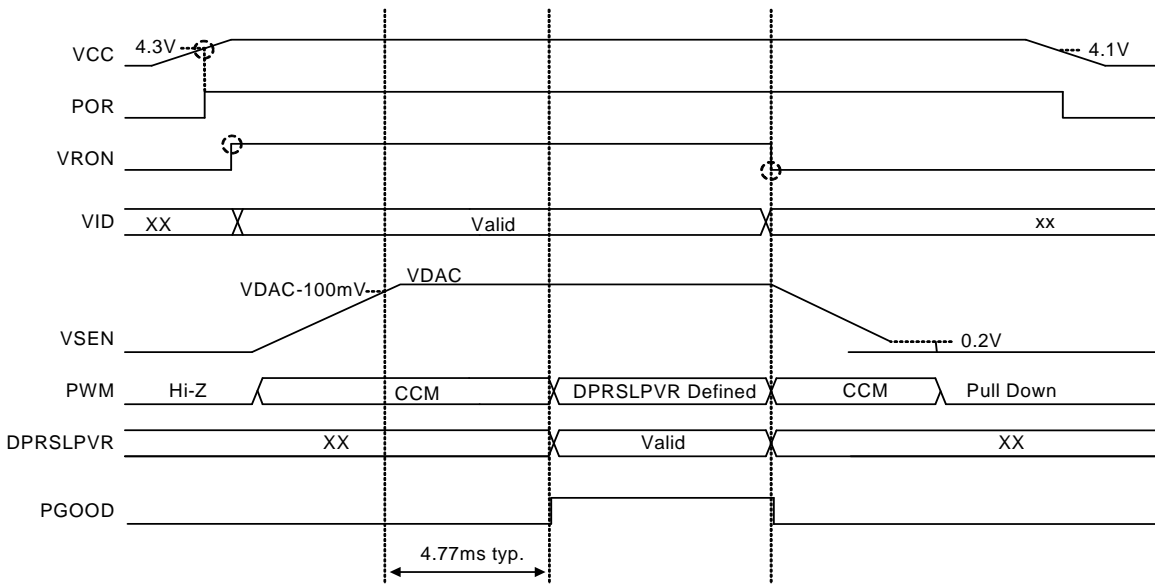 VCC 4.3V 4.1V
POR
VRON
VID XX Valid xx
VDAC-100mV VDAC
VSEN 0.2V
PWM Hi-Z CCM DPRSLPVR Defined CCM Pull Down
DPRSLPVR XX Valid XX
PGOOD
4.77ms typ.